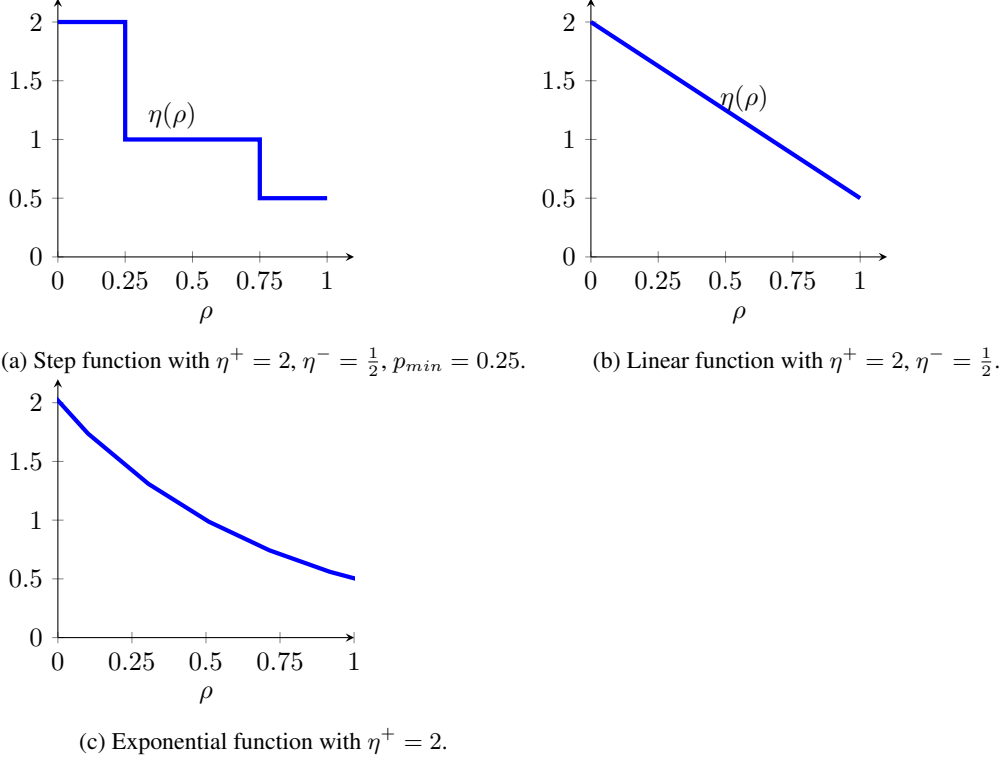 2
1.5
1
0.5
0
η(ρ)
0 0.25 0.5 0.75 1
ρ
(a) Step function with η⁺ = 2, η⁻ = ½, p_min = 0.25.
2
1.5
1
0.5
0
η(ρ)
0 0.25 0.5 0.75 1
ρ
(b) Linear function with η⁺ = 2, η⁻ = ½.
2
1.5
1
0.5
0
0 0.25 0.5 0.75 1
ρ
(c) Exponential function with η⁺ = 2.